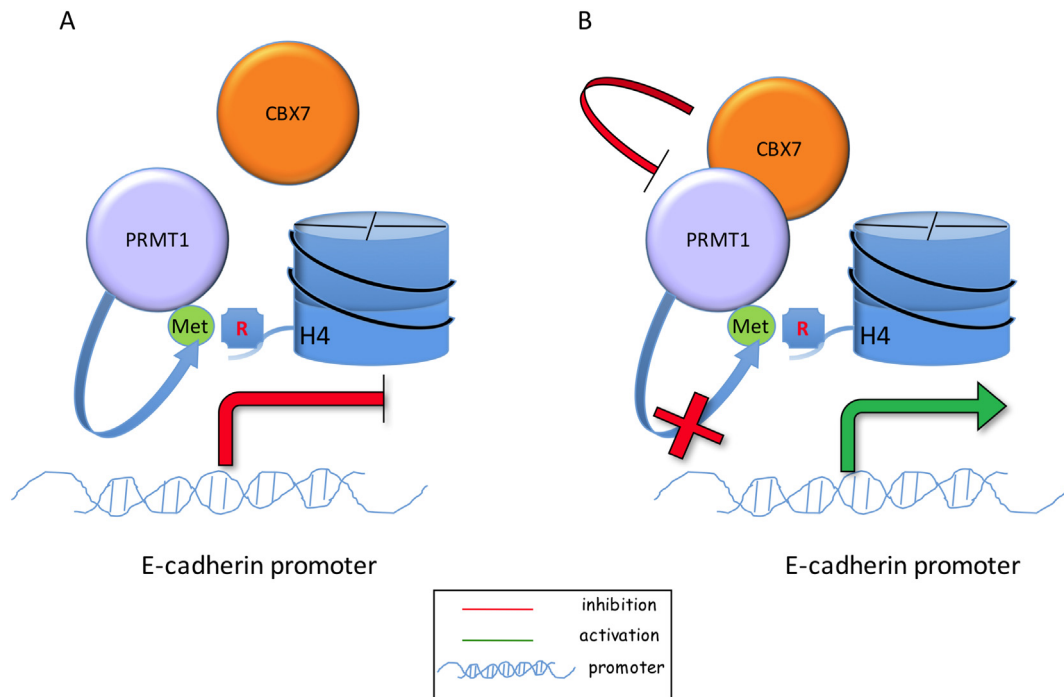 A
CBX7
PRMT1
Met
R
H4
E-cadherin promoter
B
CBX7
PRMT1
Met
R
H4
E-cadherin promoter
inhibition
activation
promoter